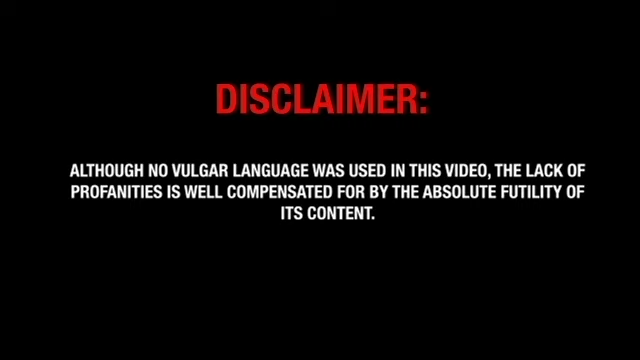 DISCLAIMER:
ALTHOUGH NO VULGAR LANGUAGE WAS USED IN THIS VIDEO, THE LACK OF
PROFANITIES IS WELL COMPENSATED FOR BY THE ABSOLUTE FUTILITY OF
ITS CONTENT.